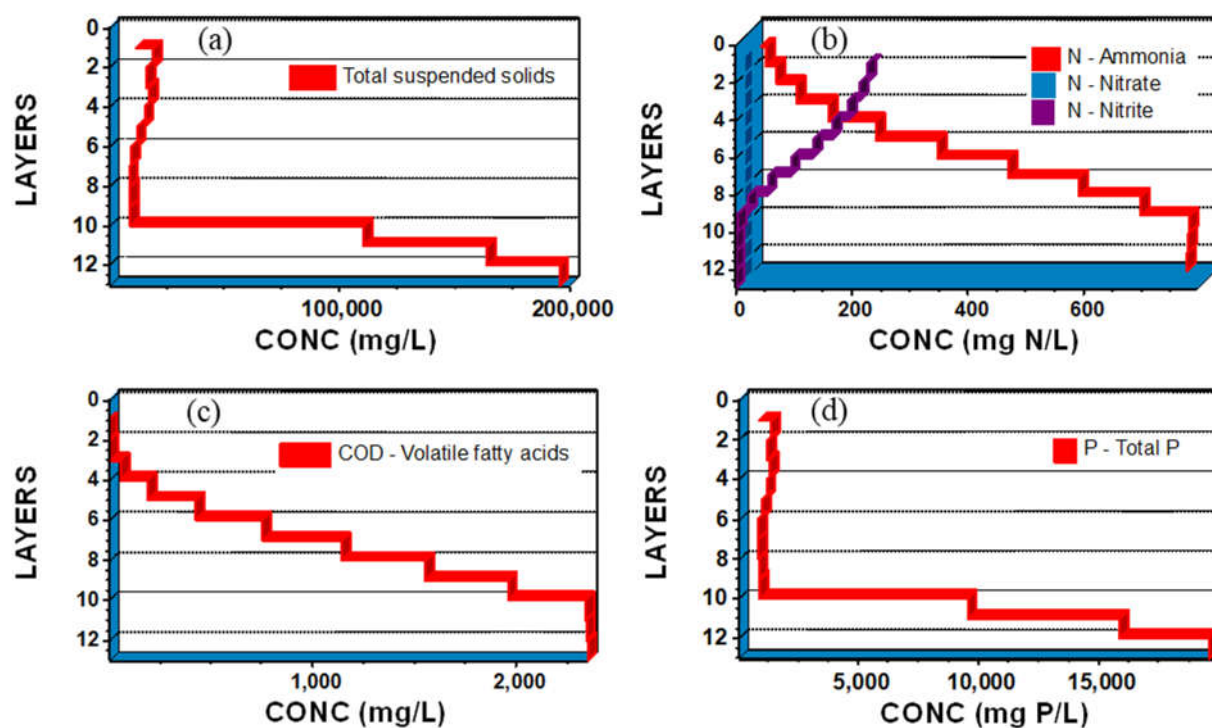 (a)
Total suspended solids
LAYERS
0
2
4
6
8
10
12
100,000
200,000
CONC (mg/L)
(b)
N - Ammonia
N - Nitrate
N - Nitrite
LAYERS
0
2
4
6
8
10
12
0
200
400
600
CONC (mg N/L)
(c)
COD - Volatile fatty acids
LAYERS
0
2
4
6
8
10
12
1,000
2,000
CONC (mg/L)
(d)
P - Total P
LAYERS
0
2
4
6
8
10
12
5,000
10,000
15,000
CONC (mg P/L)